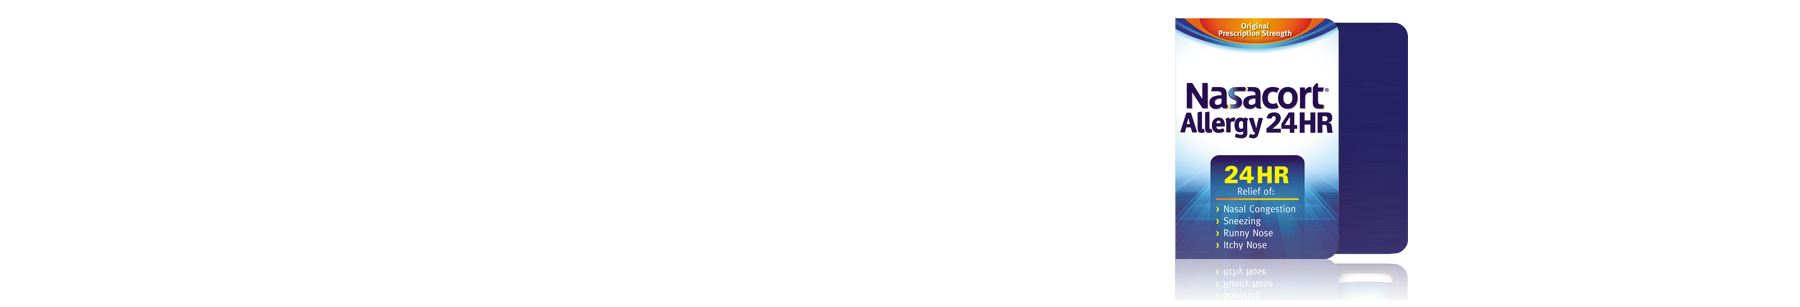 Original
Prescription Strength
Nasacort®
Allergy 24HR
24HR
Relief of:
› Nasal Congestion
› Sneezing
› Runny Nose
› Itchy Nose